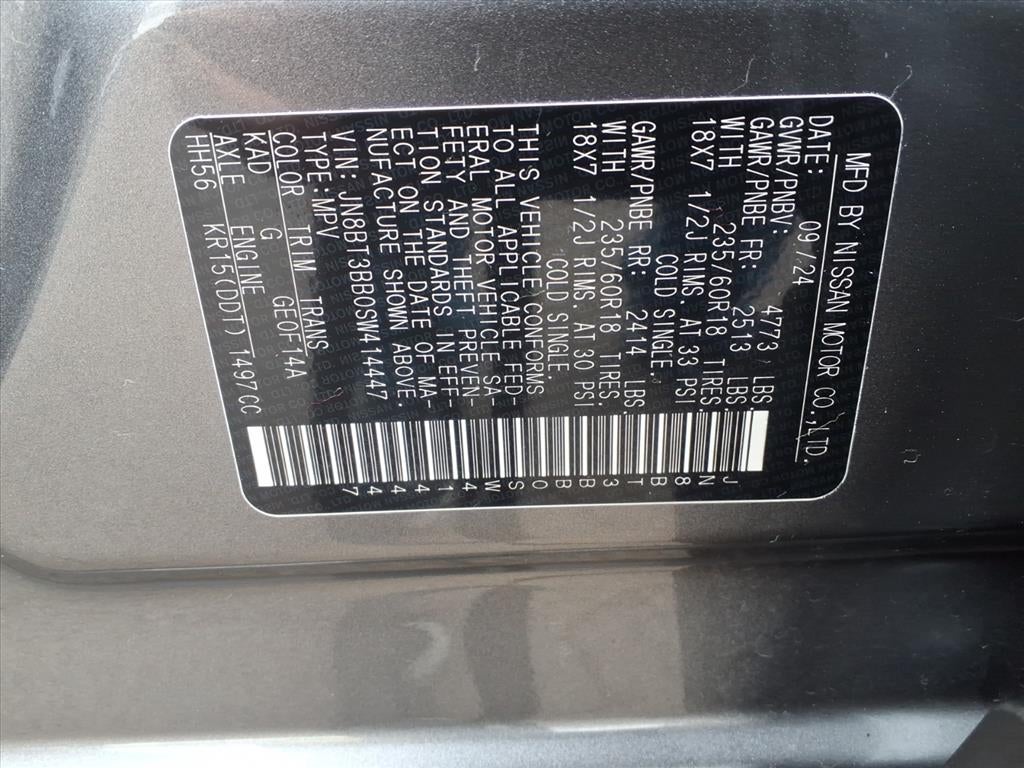 MFD BY NISSAN MOTOR CO.,LTD.
DATE: 09/24
GVWR/PNBV: 4773 LBS.
GAWR/PNBE FR: 2513 LBS.
WITH 235/60R18 TIRES.
18X7 1/2J RIMS. AT 33 PSI
COLD SINGLE.
GAWR/PNBE RR: 2414 LBS.
WITH 235/60R18 TIRES.
18X7 1/2J RIMS AT 30 PSI
COLD SINGLE.
THIS VEHICLE CONFORMS
TO ALL APPLICABLE FED-
ERAL MOTOR VEHICLE SA-
FETY AND THEFT PREVEN-
TION STANDARDS IN EFF-
ECT ON THE DATE OF MA-
NUFACTURE SHOWN ABOVE.
VIN: JN8BT3BB0SW414447
TYPE:MPV
COLOR TRIM TRANS
KAD G GE0F14A
AXLE ENGINE
HH56 KR15(DDT) 1497CC
JN8BT3BB0SW414447